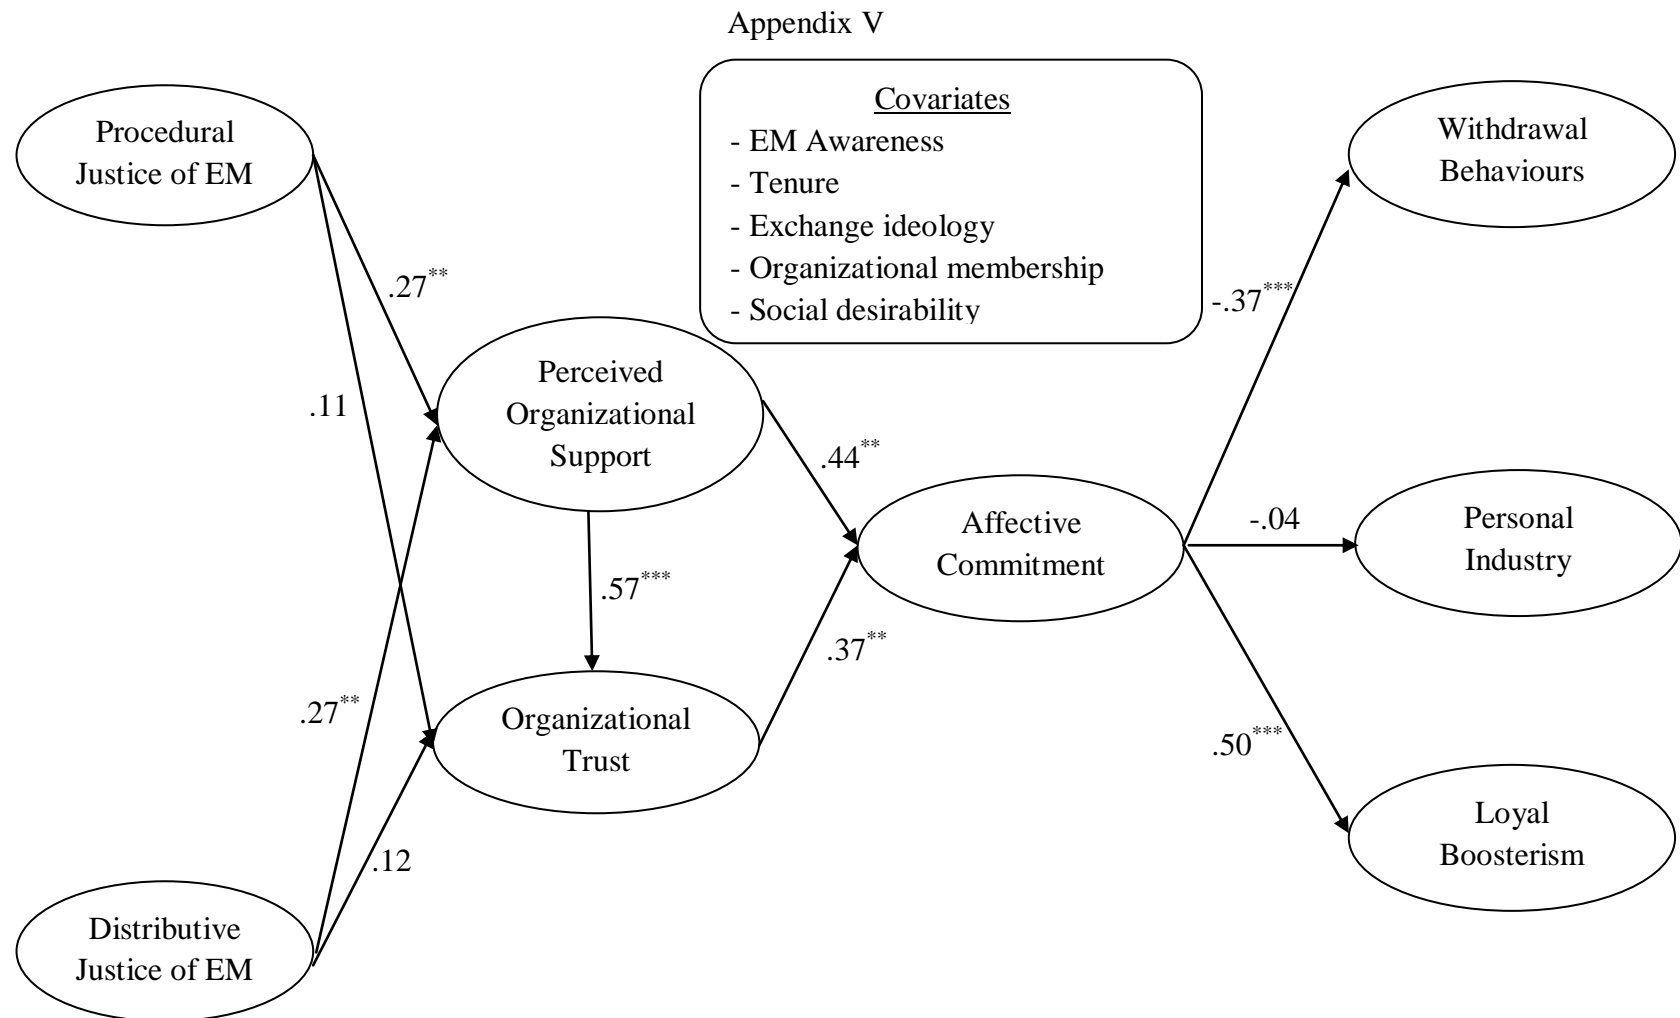 Appendix V
Covariates
- EM Awareness
- Tenure
- Exchange ideology
- Organizational membership
- Social desirability
Procedural
Justice of EM
Withdrawal
Behaviours
.27**
-.37***
.11
Perceived
Organizational
Support
.44**
Affective
Commitment
-.04
Personal
Industry
.57***
.37**
.27**
Organizational
Trust
.50***
.12
Loyal
Boosterism
Distributive
Justice of EM